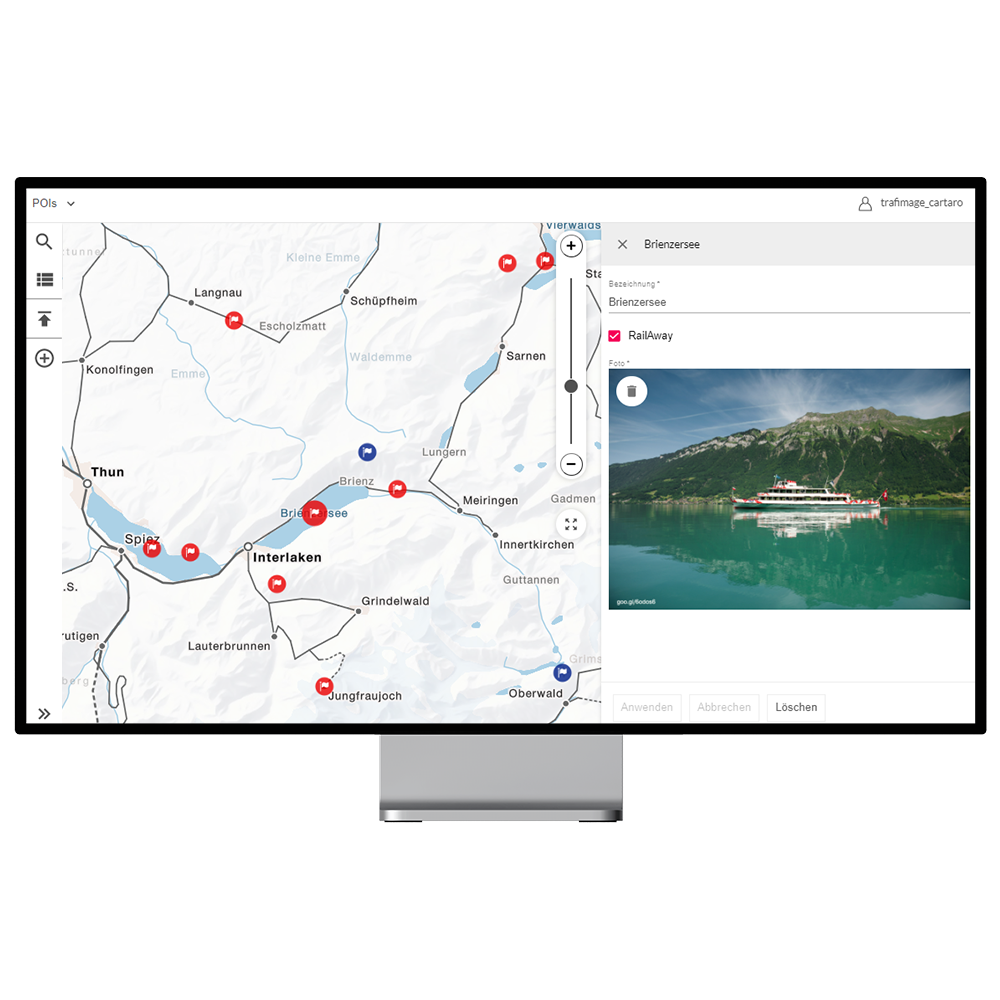 POIs
trafimage_cartaro
Brienzersee
Bezeichnung *
Brienzersee
RailAway
Foto *
goo.gl/6odos6
Anwenden
Abbrechen
Löschen
Vierwalds
Kleine Emme
Sta
Langnau
Schüpfheim
Escholzmatt
Sarnen
Waldemme
Konolfingen
Emme
Lungern
Thun
Brienz
Meiringen
Gadmen
Brienzersee
Spiez
Innertkirchen
Interlaken
Guttannen
.S.
Grindelwald
rutigen
Lauterbrunnen
Grims
Jungfraujoch
Oberwald